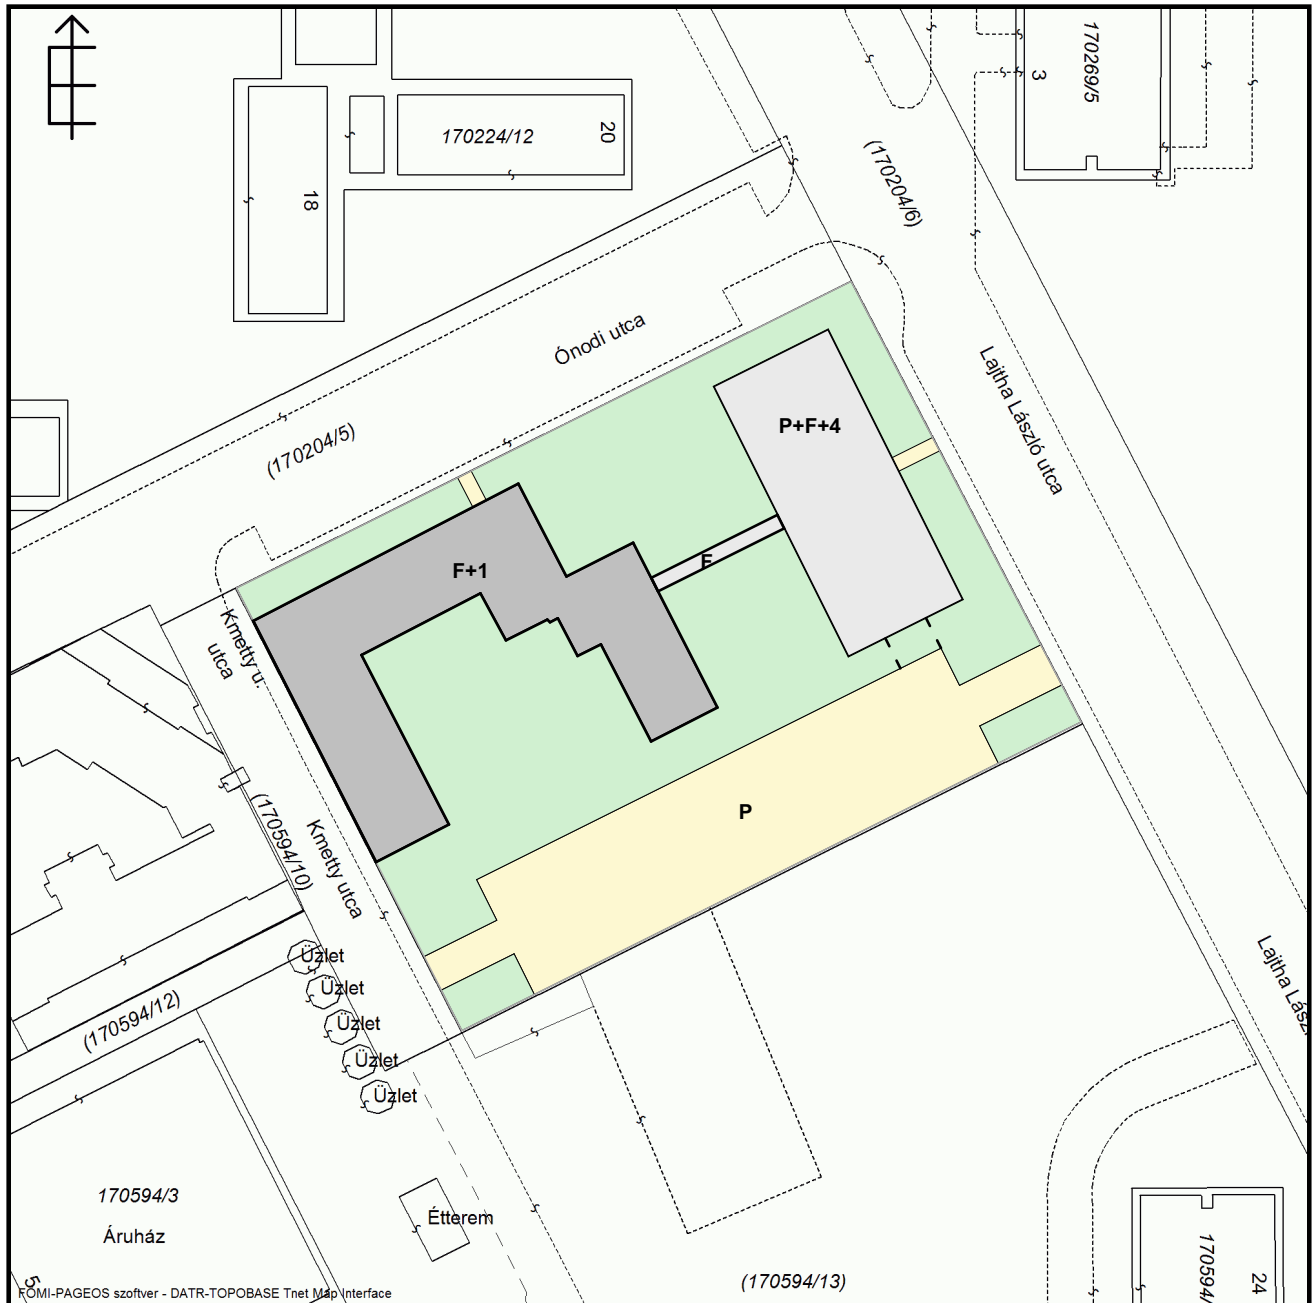 170269/5
3
170224/12
20
18
(170204/6)
Ónodi utca
(170204/5)
Lajtha László utca
P+F+4
F
F+1
Kmetty u.
utca
P
(170594/10)
Kmetty utca
Üzlet
Üzlet
Üzlet
Üzlet
Üzlet
(170594/12)
170594/3
Áruház
Étterem
(170594/13)
170594/
24
5
FÖMI-PAGEOS szoftver - DATR-TOPOBASE Tnet Map Interface